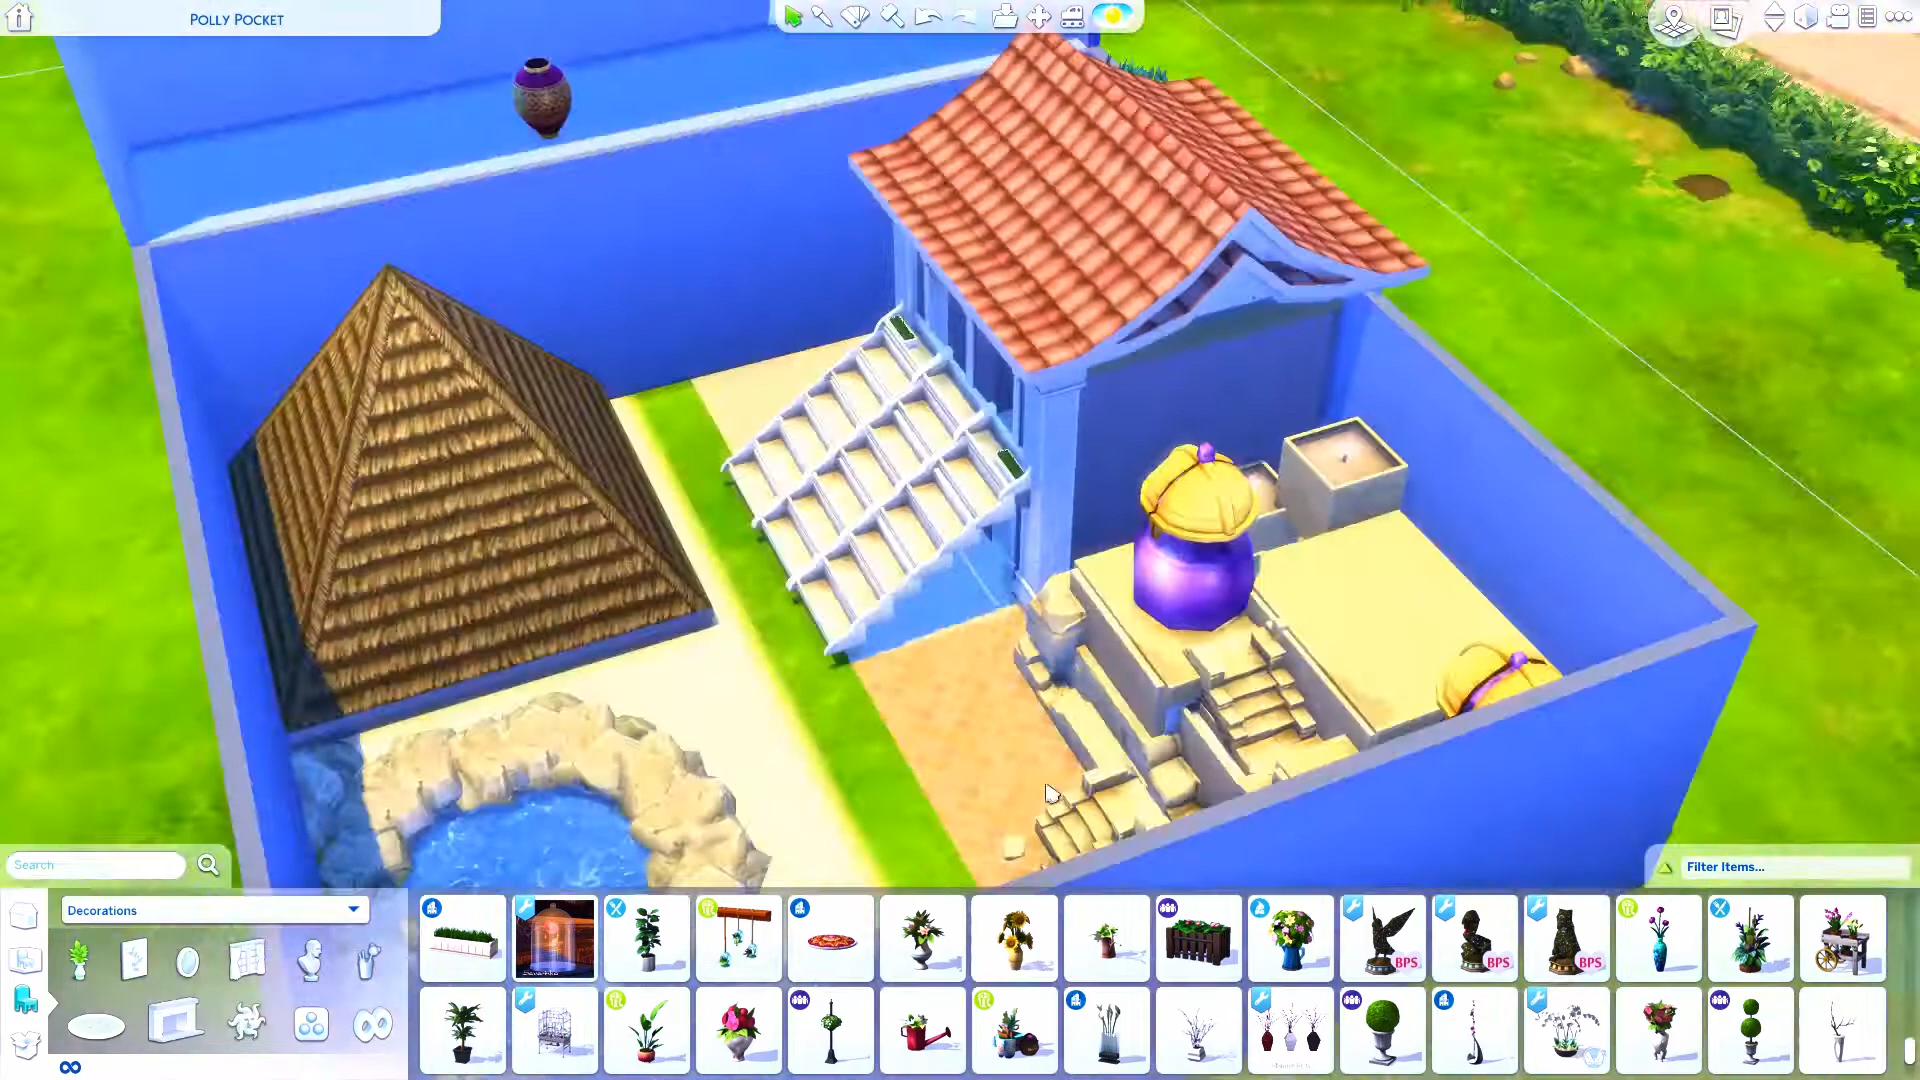 POLLY POCKET
Search
Filter Items...
Decorations
BPS
BPS
BPS